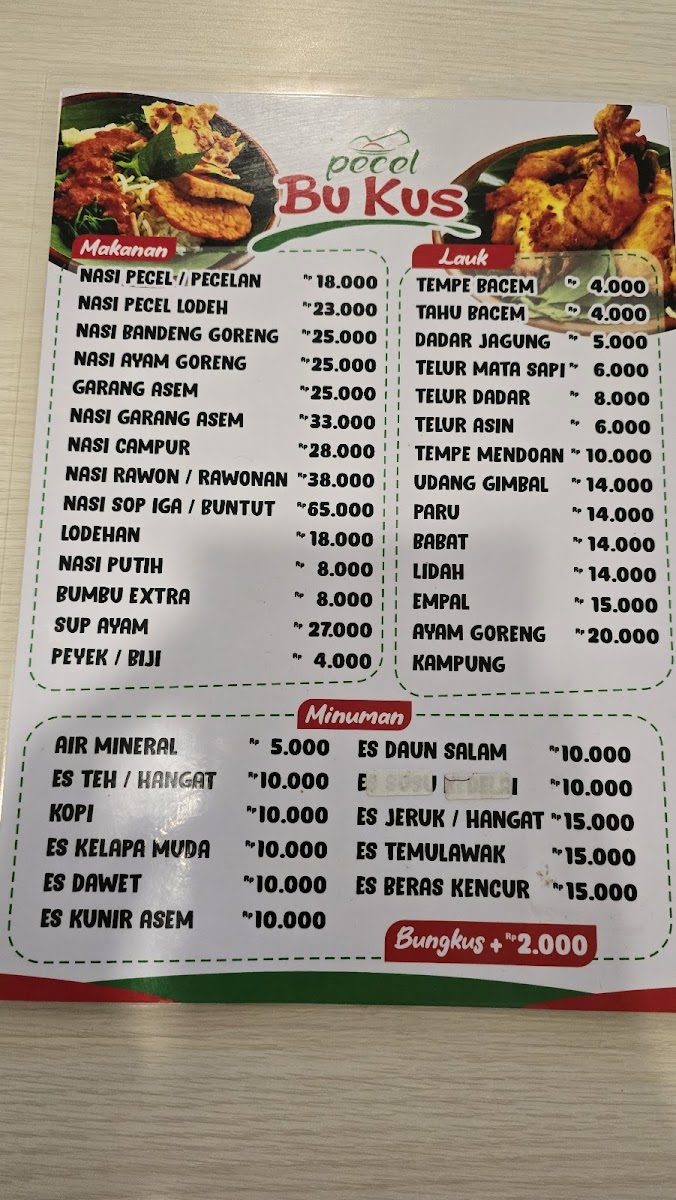 pecel
Bu Kus
Makanan
NASI PECEL / PECELAN Rp 18.000
NASI PECEL LODEH Rp 23.000
NASI BANDENG GORENG Rp 25.000
NASI AYAM GORENG Rp 25.000
GARANG ASEM Rp 25.000
NASI GARANG ASEM Rp 33.000
NASI CAMPUR Rp 28.000
NASI RAWON / RAWONAN Rp 38.000
NASI SOP IGA / BUNTUT Rp 65.000
LODEHAN Rp 18.000
NASI PUTIH Rp 8.000
BUMBU EXTRA Rp 8.000
SUP AYAM Rp 27.000
PEYEK / BIJI Rp 4.000
Lauk
TEMPE BACEM Rp 4.000
TAHU BACEM Rp 4.000
DADAR JAGUNG Rp 5.000
TELUR MATA SAPI Rp 6.000
TELUR DADAR Rp 8.000
TELUR ASIN Rp 6.000
TEMPE MENDOAN Rp 10.000
UDANG GIMBAL Rp 14.000
PARU Rp 14.000
BABAT Rp 14.000
LIDAH Rp 14.000
EMPAL Rp 15.000
AYAM GORENG Rp 20.000
KAMPUNG
Minuman
AIR MINERAL Rp 5.000
ES TEH / HANGAT Rp 10.000
KOPI Rp 10.000
ES KELAPA MUDA Rp 10.000
ES DAWET Rp 10.000
ES KUNIR ASEM Rp 10.000
ES DAUN SALAM Rp 10.000
Rp 10.000
ES JERUK / HANGAT Rp 15.000
ES TEMULAWAK Rp 15.000
ES BERAS KENCUR Rp 15.000
Bungkus + Rp 2.000